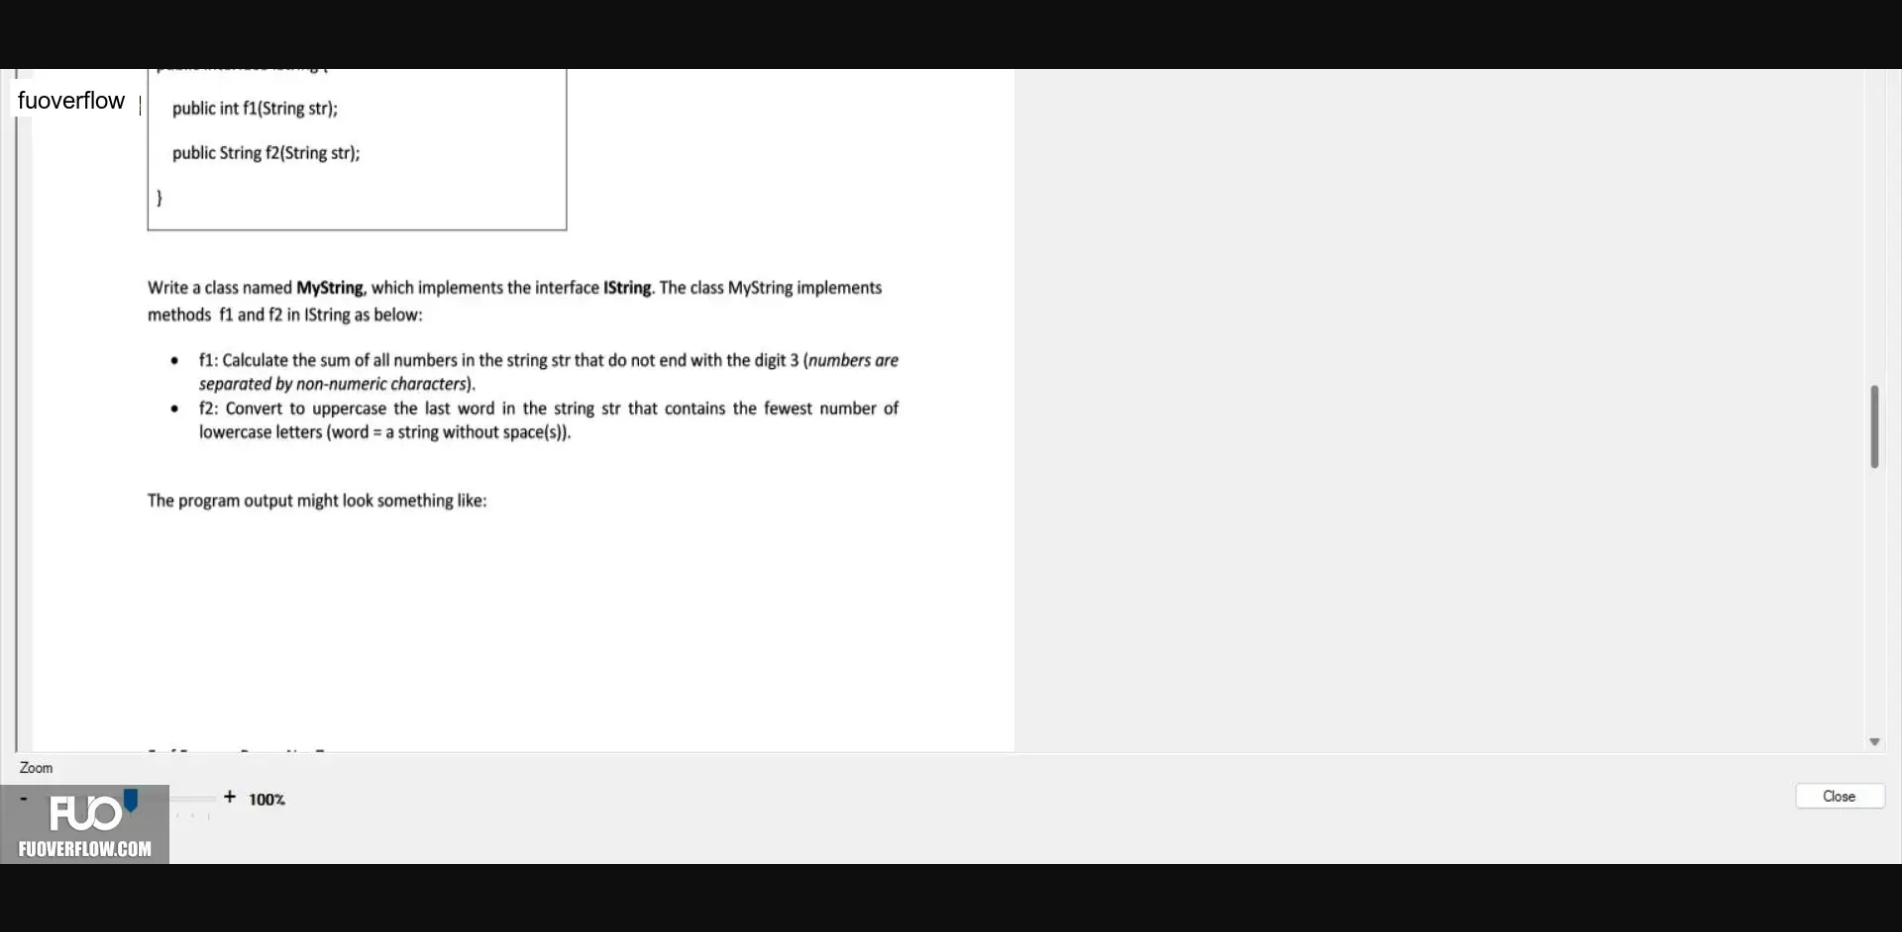 fuoverflow
public int f1(String str);
public String f2(String str);
}
Write a class named MyString, which implements the interface IString. The class MyString implements
methods f1 and f2 in IString as below:
• f1: Calculate the sum of all numbers in the string str that do not end with the digit 3 (numbers are
separated by non-numeric characters).
• f2: Convert to uppercase the last word in the string str that contains the fewest number of
lowercase letters (word = a string without space(s)).
The program output might look something like:
Zoom
- + 100%
Close
FUO
FUOVERFLOW.COM